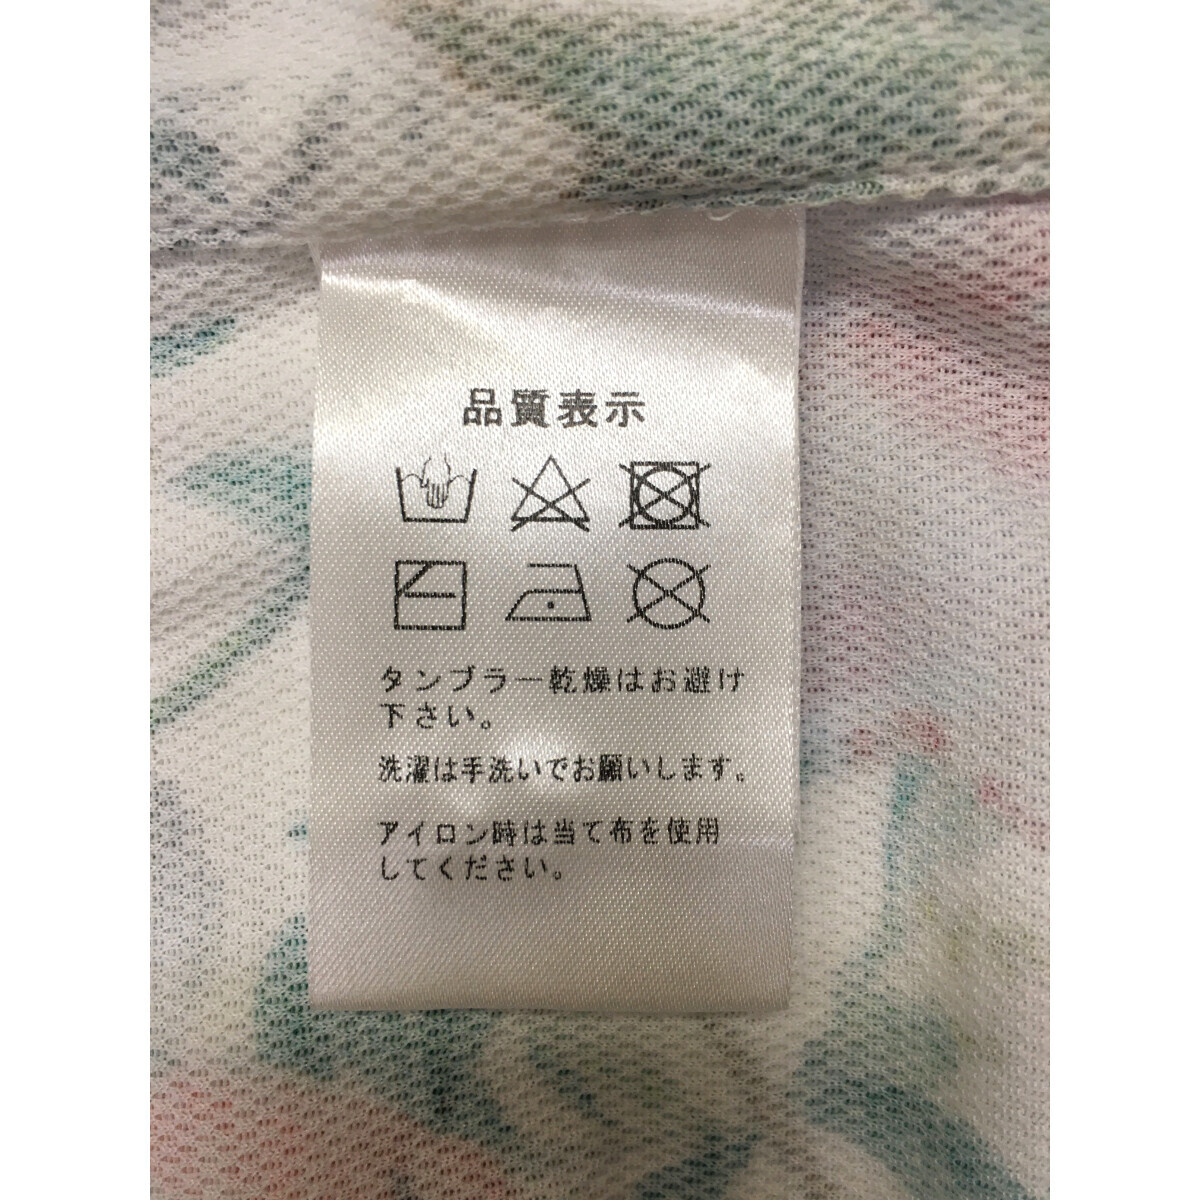 品質表示
タンブラー乾燥はお避け
下さい。
洗濯は手洗いでお願いします。
アイロン時は当て布を使用
してください。